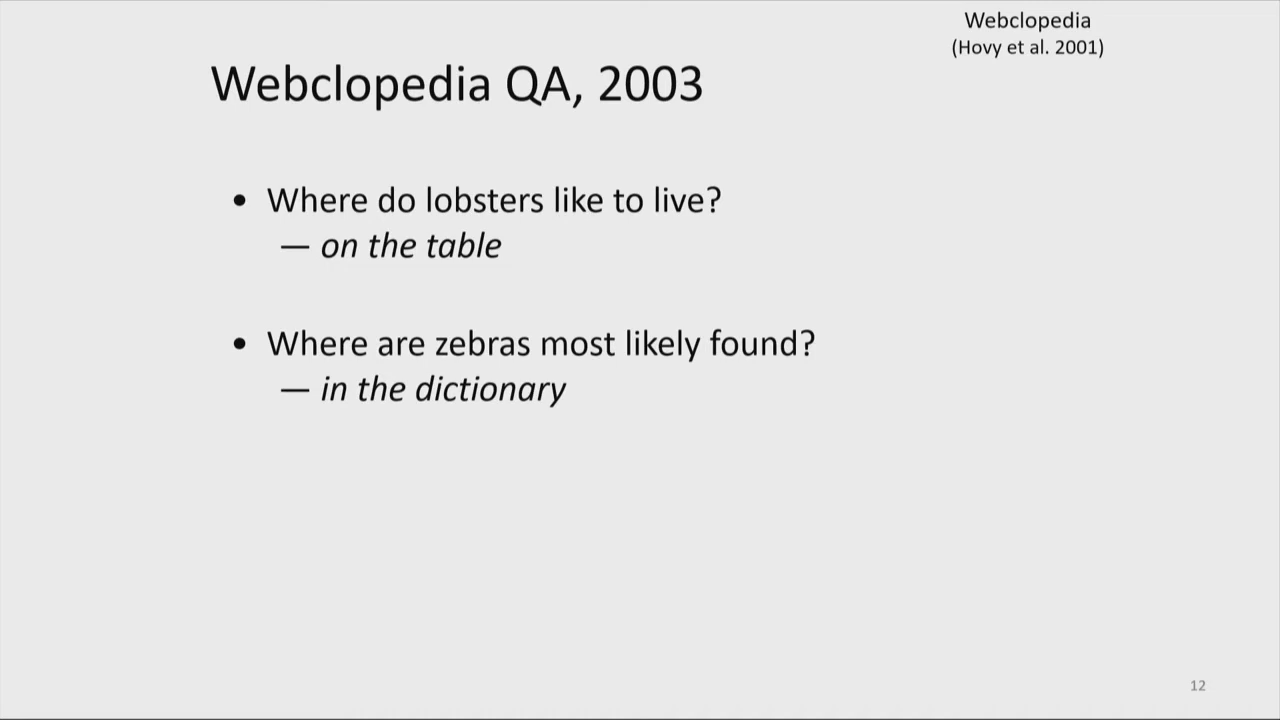 Webclopedia
(Hovy et al. 2001)
Webclopedia QA, 2003
• Where do lobsters like to live?
— on the table
• Where are zebras most likely found?
— in the dictionary
12